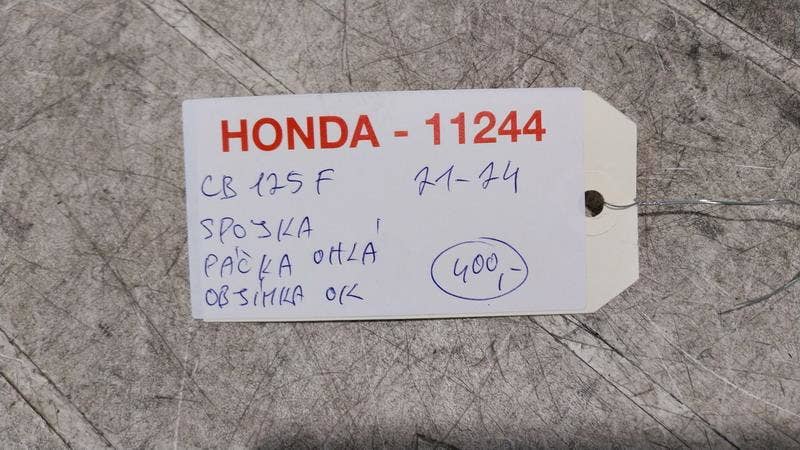 HONDA - 11244
CB 125 F 21-24
SPOJKA
PÁČKA OHLÁ
OBJÍMKA OK
400,-